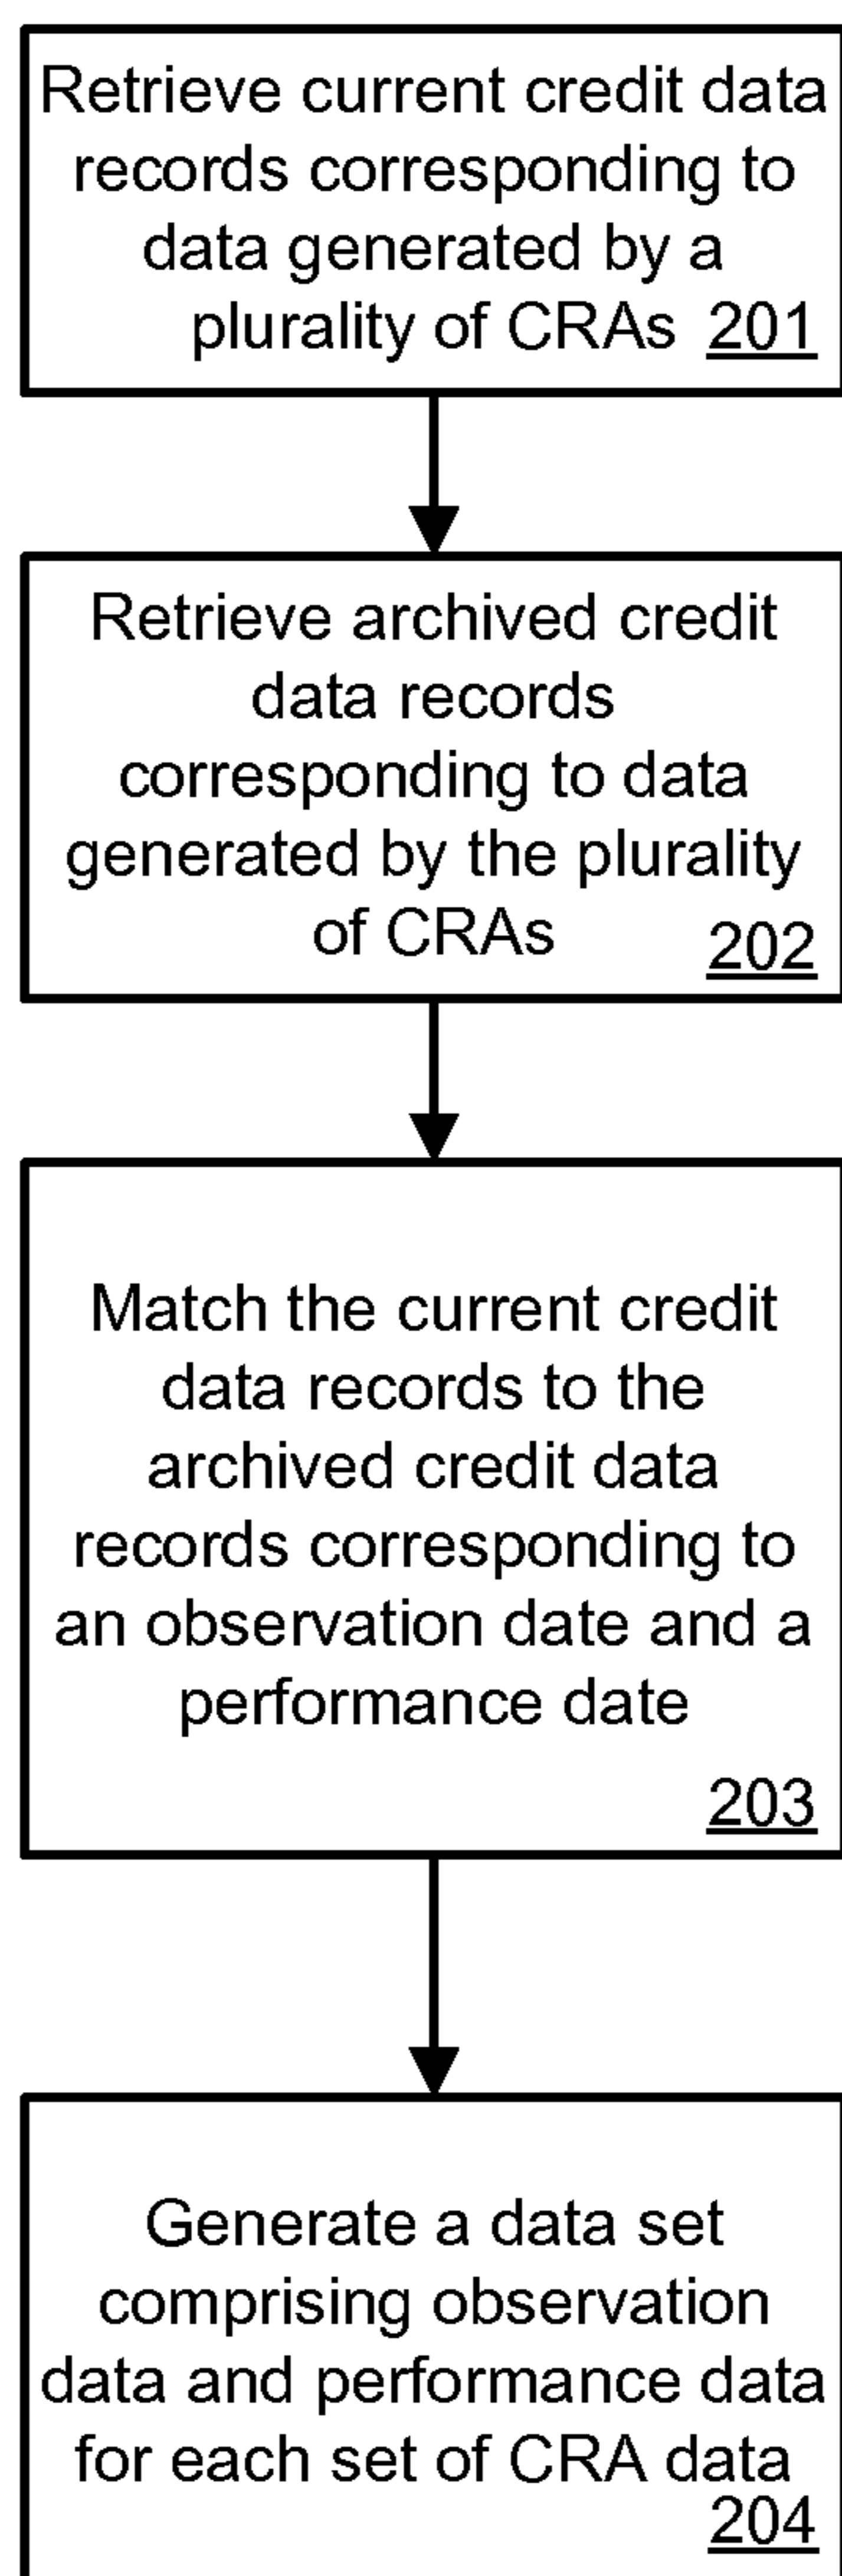 Retrieve current credit data
records corresponding to
data generated by a
plurality of CRAs 201
Retrieve archived credit
data records
corresponding to data
generated by the plurality
of CRAs 202
Match the current credit
data records to the
archived credit data
records corresponding to
an observation date and a
performance date
203
Generate a data set
comprising observation
data and performance data
for each set of CRA data
204